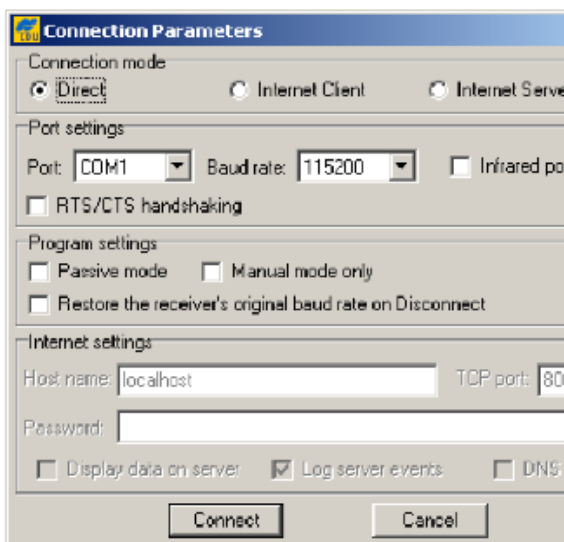 Connection Parameters
Connection mode
Direct Internet Client Internet Serve
Port settings
Port: COM1 Baud rate: 115200 Infrared po
RTS/CTS handshaking
Program settings
Passive mode Manual mode only
Restore the receiver's original baud rate on Disconnect
Internet settings
Host name: localhost TCP port: 80
Password:
Display data on server Log server events DNS
Connect Cancel